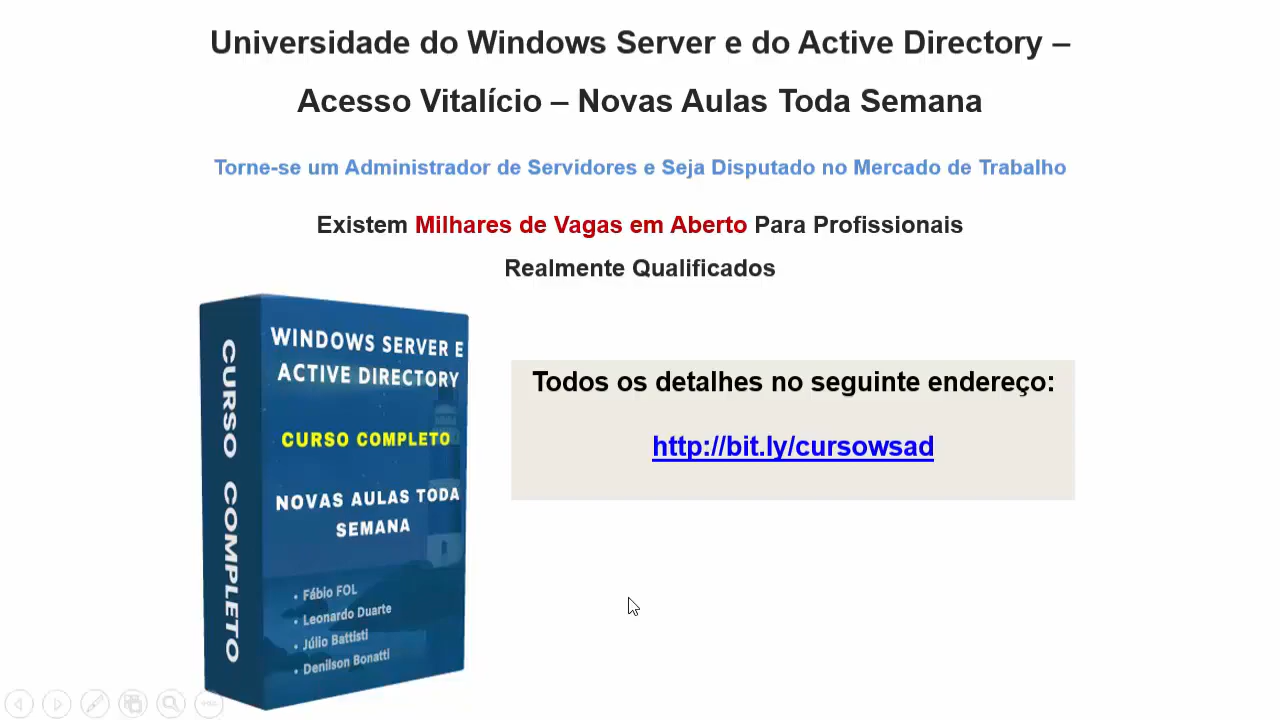 Universidade do Windows Server e do Active Directory –
Acesso Vitalício – Novas Aulas Toda Semana
Torne-se um Administrador de Servidores e Seja Disputado no Mercado de Trabalho
Existem Milhares de Vagas em Aberto Para Profissionais
Realmente Qualificados
CURSO COMPLETO
WINDOWS SERVER E
ACTIVE DIRECTORY
CURSO COMPLETO
NOVAS AULAS TODA
SEMANA
• Fábio FOL
• Leonardo Duarte
• Júlio Battisti
• Denilson Bonatti
Todos os detalhes no seguinte endereço:
http://bit.ly/cursowsad